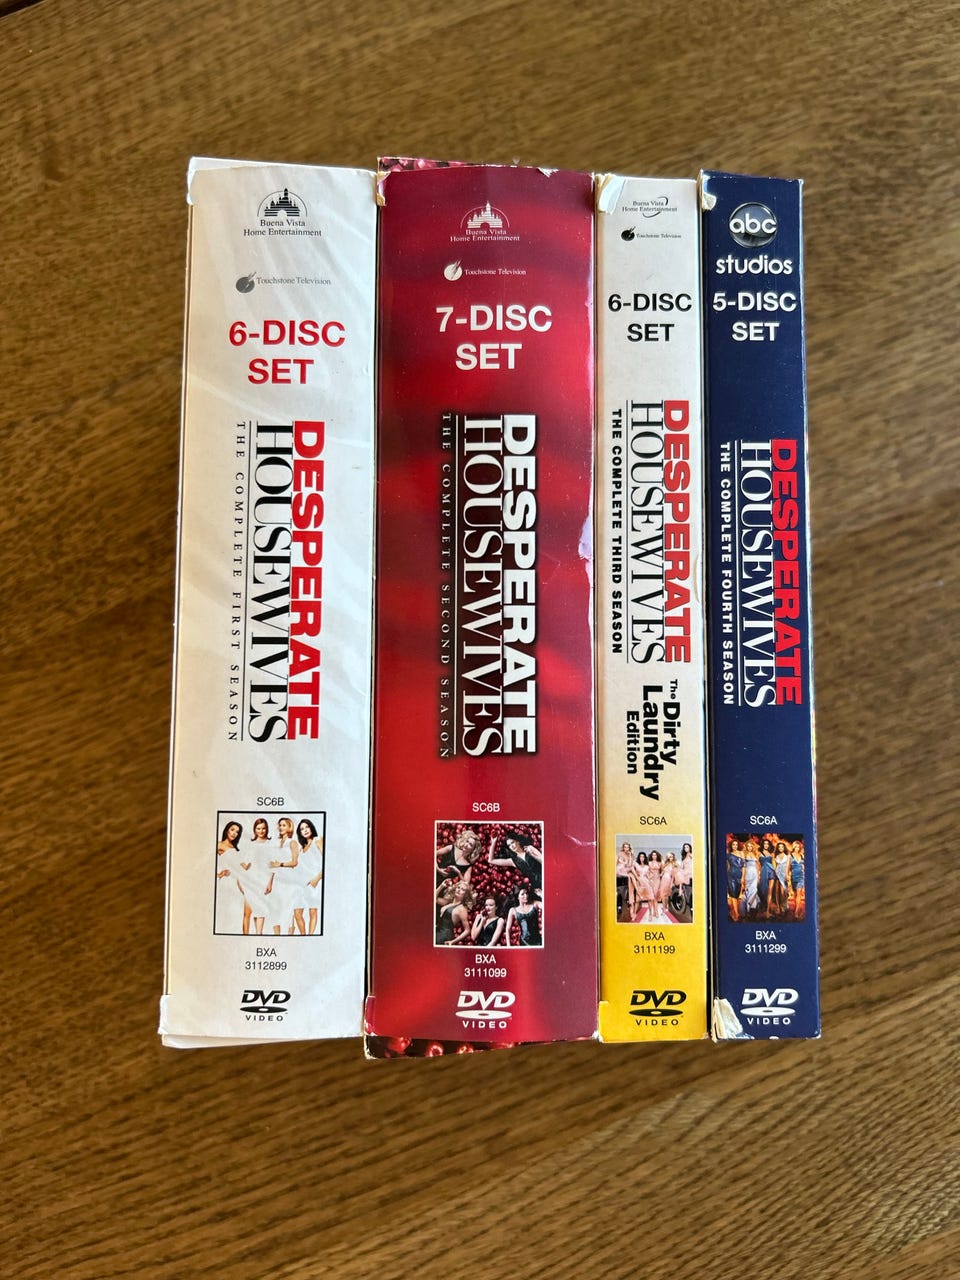 Buena Vista
Home Entertainment
Touchstone Television
6-DISC
SET
DESPERATE
HOUSEWIVES
THE COMPLETE FIRST SEASON
SC6B
BXA
3112899
DVD
VIDEO
Buena Vista
Home Entertainment
Touchstone Television
7-DISC
SET
DESPERATE
HOUSEWIVES
THE COMPLETE SECOND SEASON
SC6B
BXA
3111099
DVD
VIDEO
Buena Vista
Home Entertainment
Touchstone Television
6-DISC
SET
DESPERATE
HOUSEWIVES
THE COMPLETE THIRD SEASON
The Dirty
Laundry
Edition
SC6A
BXA
3111199
DVD
VIDEO
abc
studios
5-DISC
SET
DESPERATE
HOUSEWIVES
THE COMPLETE FOURTH SEASON
SC6A
BXA
3111299
DVD
VIDEO